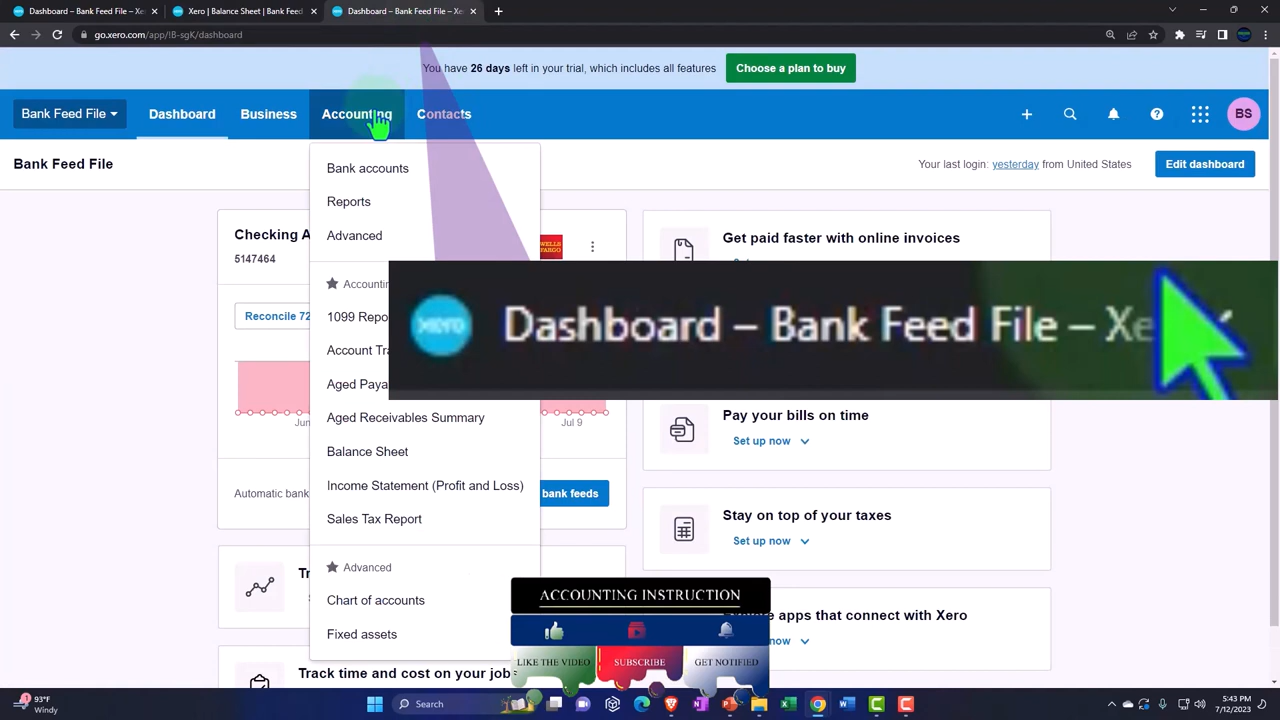 Dashboard – Bank Feed File – Xe
Xero | Balance Sheet | Bank Feed
Dashboard – Bank Feed File – Xe
go.xero.com/app/!B-sgK/dashboard
You have 26 days left in your trial, which includes all features
Choose a plan to buy
Bank Feed File
Dashboard
Business
Accounting
Contacts
BS
Bank Feed File
Your last login: yesterday from United States
Edit dashboard
Bank accounts
Reports
Advanced
Accountin
1099 Repo
Account Tra
Aged Paya
Aged Receivables Summary
Balance Sheet
Income Statement (Profit and Loss)
Sales Tax Report
Advanced
Chart of accounts
Fixed assets
Checking A
5147464
WELLS FARGO
Reconcile 72
Jun
Jul 9
Automatic bank
bank feeds
Track time and cost on your jobs
Get paid faster with online invoices
xero
Dashboard – Bank Feed File – Xe
Pay your bills on time
Set up now
Stay on top of your taxes
Set up now
apps that connect with Xero
now
ACCOUNTING INSTRUCTION
LIKE THE VIDEO
SUBSCRIBE
GET NOTIFIED
93°F
Windy
Search
5:43 PM
7/12/2023